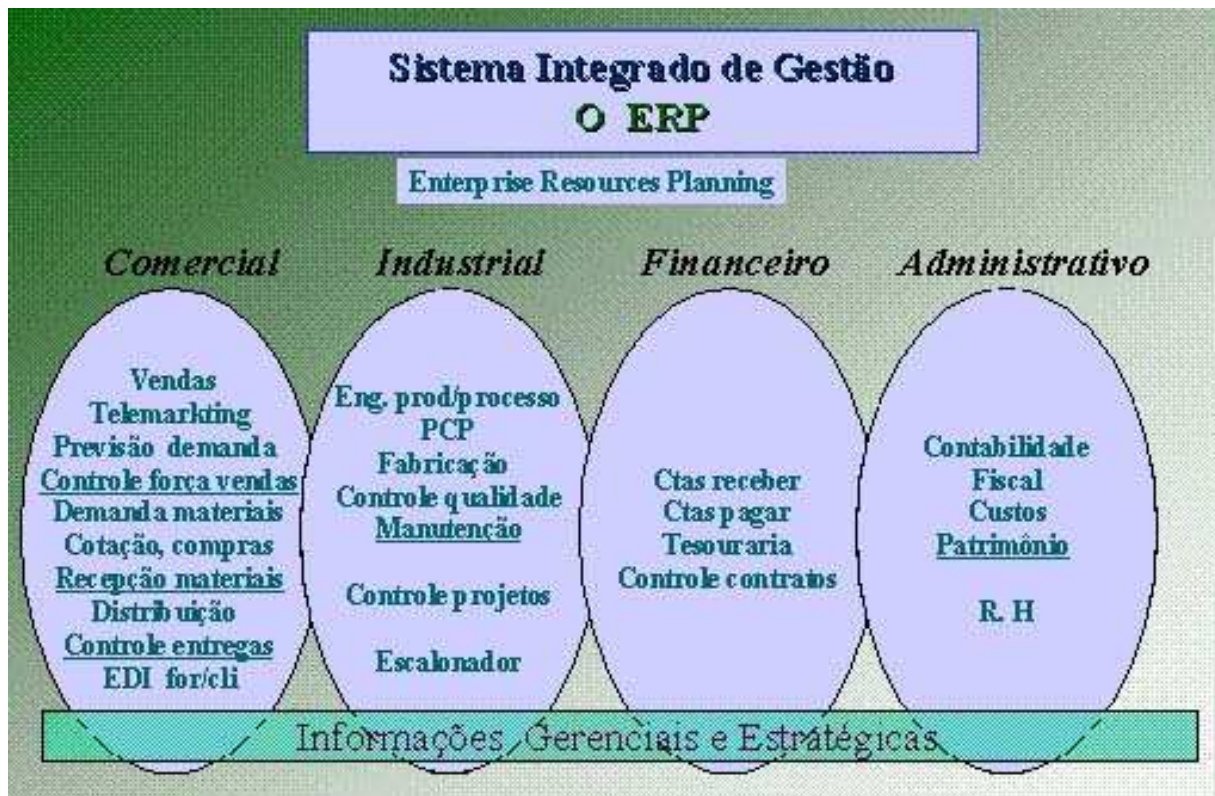 Sistema Integrado de Gestão
O ERP
Enterprise Resources Planning
Comercial
Vendas
Telemarkting
Previsão demanda
Controle força vendas
Demanda materiais
Cotação, compras
Recepção materiais
Distribuição
Controle entregas
EDI for/cli
Industrial
Eng. prod/processo
PCP
Fabricação
Controle qualidade
Manutenção
Controle projetos
Escalonador
Financeiro
Ctas receber
Ctas pagar
Tesouraria
Controle contratos
Administrativo
Contabilidade
Fiscal
Custos
Patrimônio
R. H
Informações Gerenciais e Estratégicas